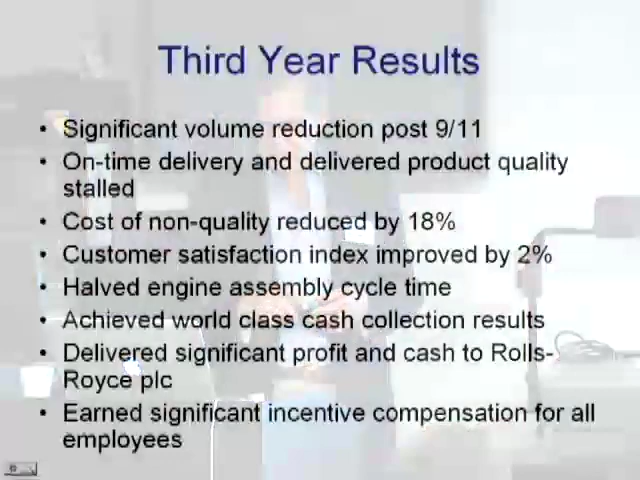 Third Year Results
• Significant volume reduction post 9/11
• On-time delivery and delivered product quality
stalled
• Cost of non-quality reduced by 18%
• Customer satisfaction index improved by 2%
• Halved engine assembly cycle time
• Achieved world class cash collection results
• Delivered significant profit and cash to Rolls-
Royce plc
• Earned significant incentive compensation for all
employees